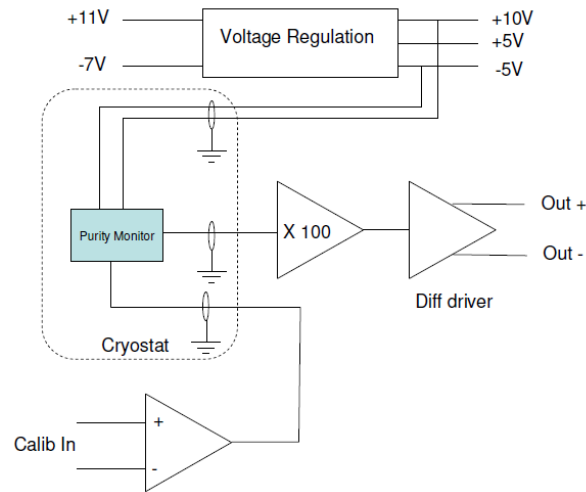 +11V
Voltage Regulation
+10V
+5V
-7V
-5V
Purity Monitor
X 100
Out +
Out -
Diff driver
Cryostat
+
Calib In
-